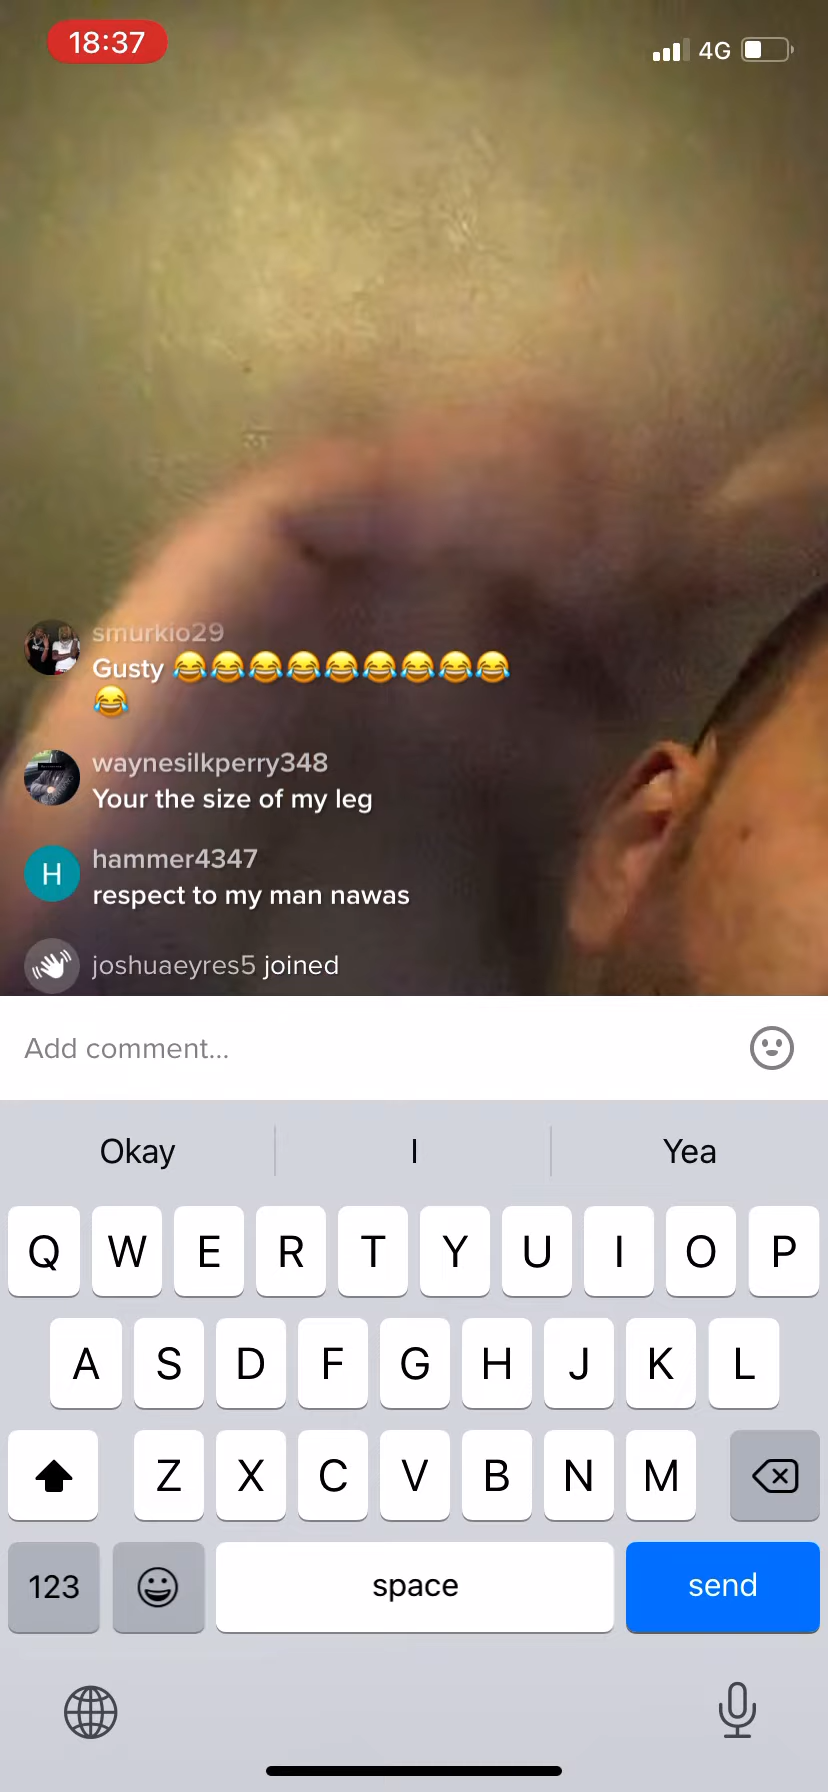 18:37
4G
smurkio29
Gusty 😂😂😂😂😂😂😂😂😂
😂
waynesilkperry348
Your the size of my leg
hammer4347
H
respect to my man nawas
joshuaeyres5 joined
Add comment...
Okay I Yea
Q W E R T Y U I O P
A S D F G H J K L
Z X C V B N M
123 space send